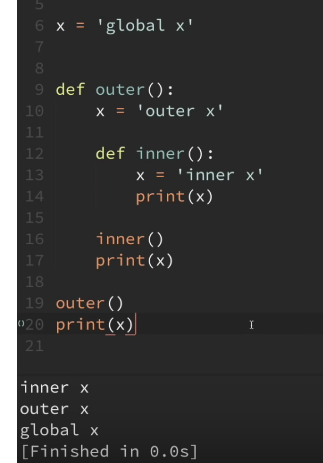 5
6 x = 'global x'
7
8
9 def outer():
10     x = 'outer x'
11
12     def inner():
13         x = 'inner x'
14         print(x)
15
16     inner()
17     print(x)
18
19 outer()
20 print(x)
21
inner x
outer x
global x
[Finished in 0.0s]